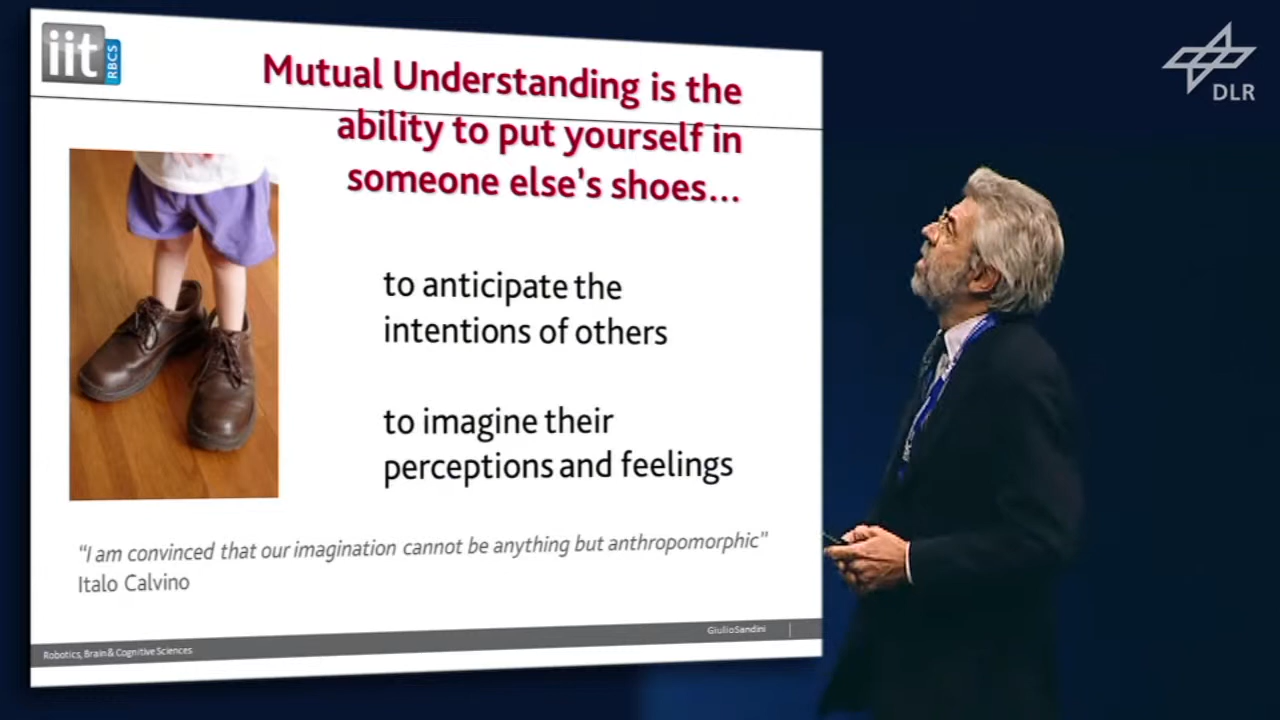 iit
RBCS
Mutual Understanding is the
ability to put yourself in
someone else's shoes...
to anticipate the
intentions of others
to imagine their
perceptions and feelings
“I am convinced that our imagination cannot be anything but anthropomorphic”
Italo Calvino
Giulio Sandini
Robotics, Brain & Cognitive Sciences
DLR